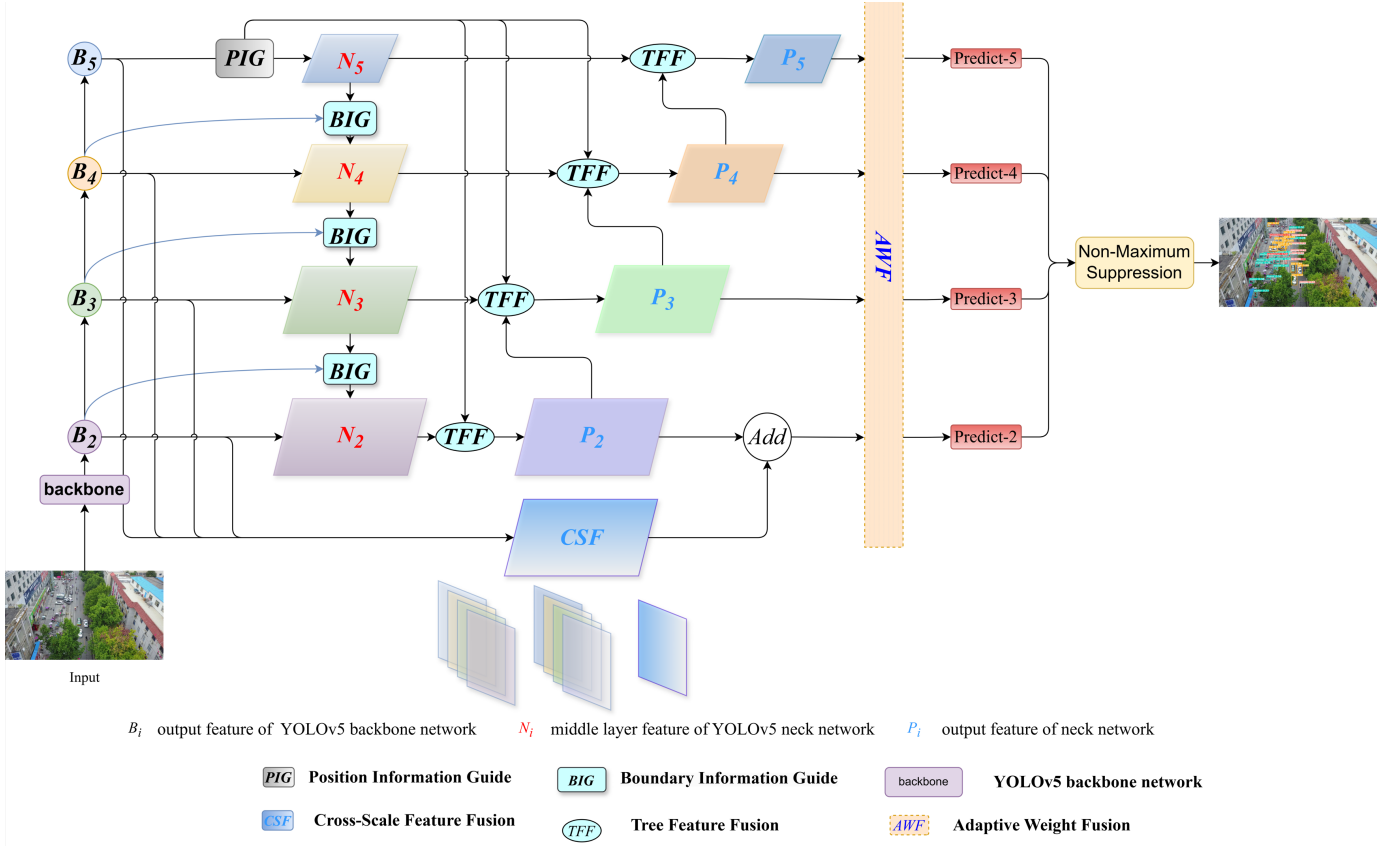 B5
PIG
N5
TFF
P5
Predict-5
BIG
B4
N4
TFF
P4
Predict-4
BIG
AWF
Non-Maximum
Suppression
B3
N3
TFF
P3
Predict-3
BIG
B2
N2
TFF
P2
Add
Predict-2
backbone
CSF
Input
Bi output feature of YOLOv5 backbone network
Ni middle layer feature of YOLOv5 neck network
Pi output feature of neck network
PIG Position Information Guide
BIG Boundary Information Guide
backbone YOLOv5 backbone network
CSF Cross-Scale Feature Fusion
TFF Tree Feature Fusion
AWF Adaptive Weight Fusion